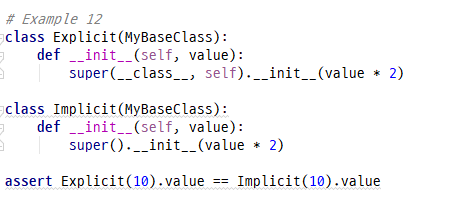 # Example 12
class Explicit(MyBaseClass):
    def __init__(self, value):
        super(__class__, self).__init__(value * 2)

class Implicit(MyBaseClass):
    def __init__(self, value):
        super().__init__(value * 2)

assert Explicit(10).value == Implicit(10).value